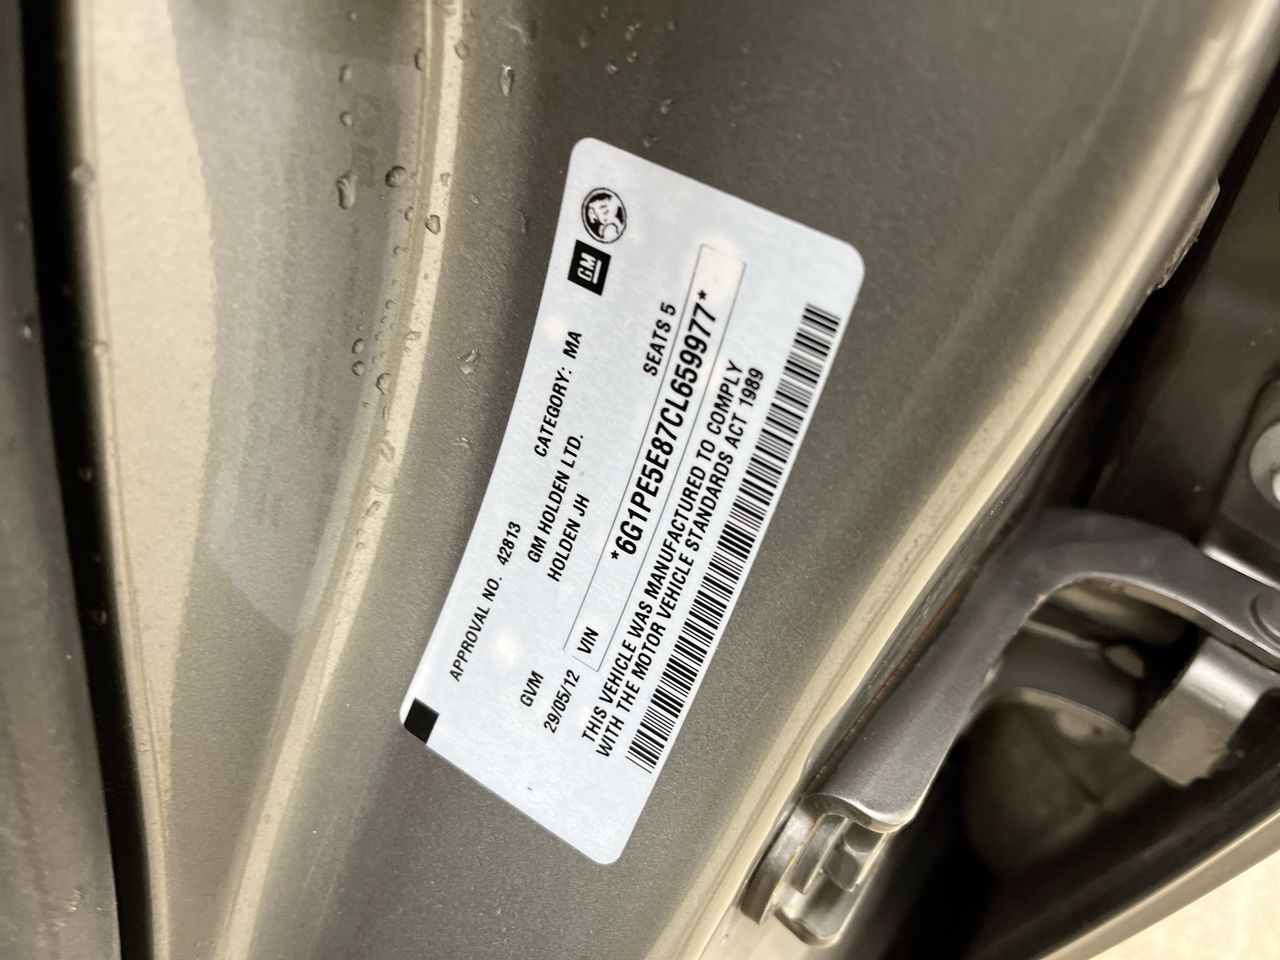 GM
APPROVAL NO. 42813 CATEGORY: MA
GM HOLDEN LTD.
GVM HOLDEN JH SEATS 5
29/05/12
VIN *6G1PE5E87CL659977*
THIS VEHICLE WAS MANUFACTURED TO COMPLY
WITH THE MOTOR VEHICLE STANDARDS ACT 1989